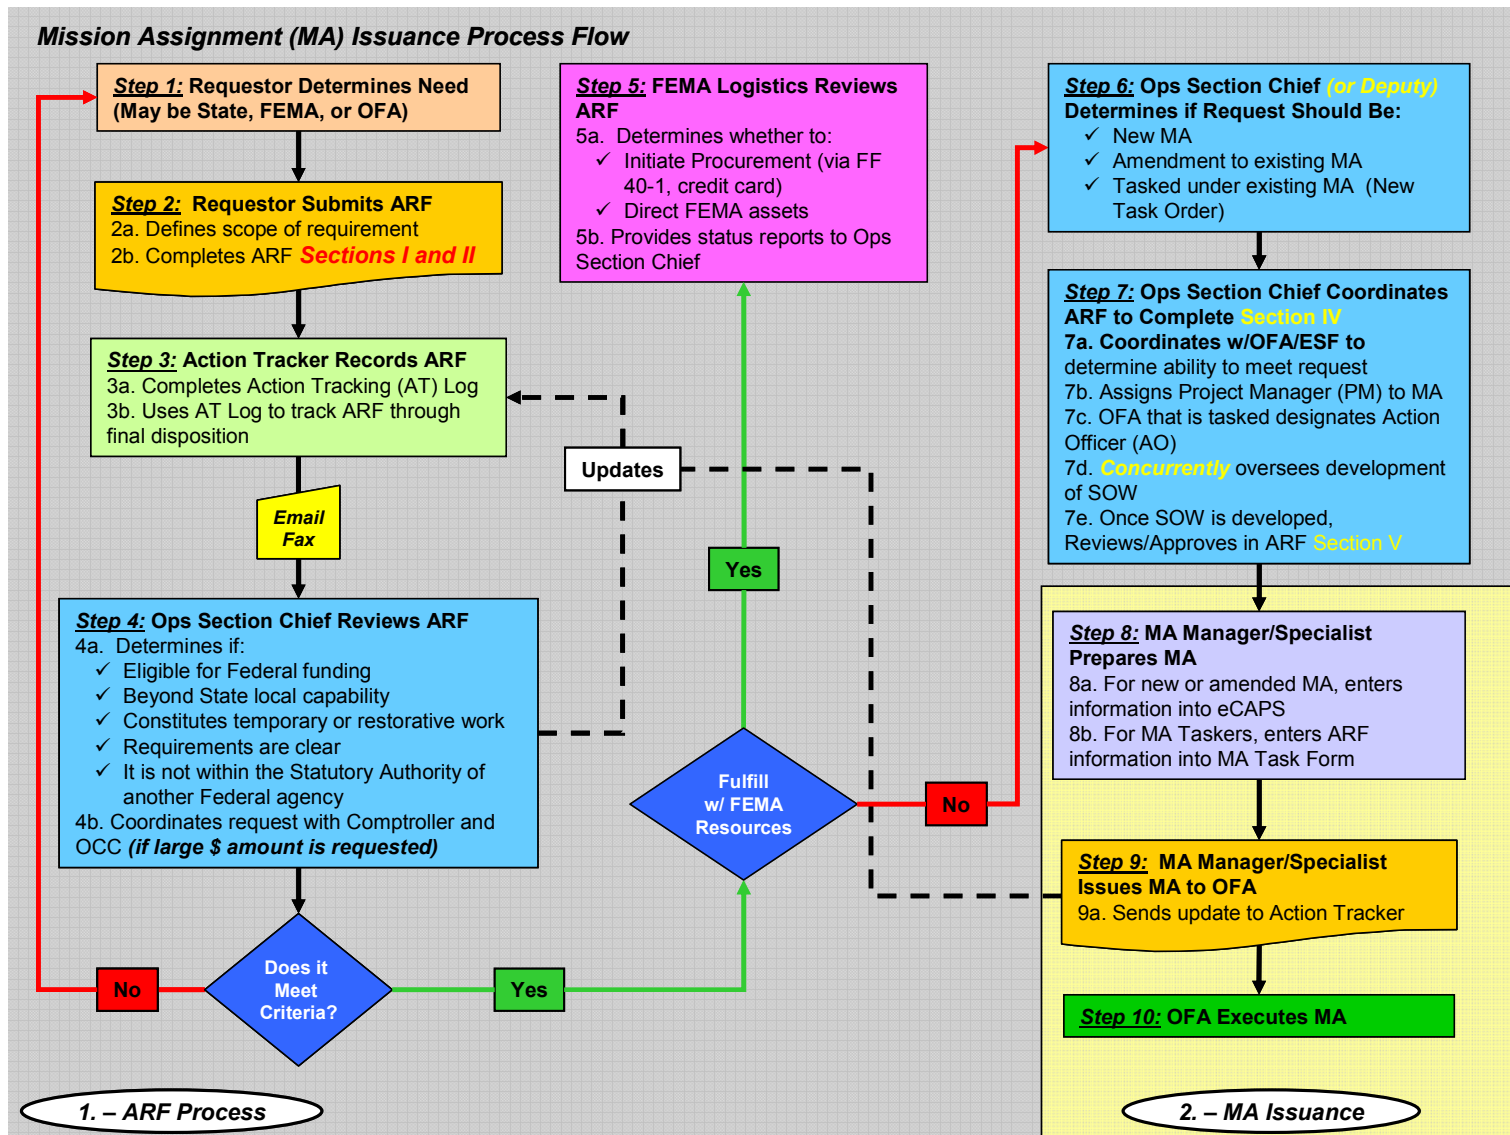 Mission Assignment (MA) Issuance Process Flow
Step 1: Requestor Determines Need
(May be State, FEMA, or OFA)
Step 2: Requestor Submits ARF
2a. Defines scope of requirement
2b. Completes ARF Sections I and II
Step 3: Action Tracker Records ARF
3a. Completes Action Tracking (AT) Log
3b. Uses AT Log to track ARF through
final disposition
Email
Fax
Step 4: Ops Section Chief Reviews ARF
4a. Determines if:
✓ Eligible for Federal funding
✓ Beyond State local capability
✓ Constitutes temporary or restorative work
✓ Requirements are clear
✓ It is not within the Statutory Authority of
another Federal agency
4b. Coordinates request with Comptroller and
OCC (if large $ amount is requested)
Does it
Meet
Criteria?
No
Yes
1. – ARF Process
Step 5: FEMA Logistics Reviews
ARF
5a. Determines whether to:
✓ Initiate Procurement (via FF
40-1, credit card)
✓ Direct FEMA assets
5b. Provides status reports to Ops
Section Chief
Updates
Yes
Fulfill
w/ FEMA
Resources
No
Step 6: Ops Section Chief (or Deputy)
Determines if Request Should Be:
✓ New MA
✓ Amendment to existing MA
✓ Tasked under existing MA (New
Task Order)
Step 7: Ops Section Chief Coordinates
ARF to Complete Section IV
7a. Coordinates w/OFA/ESF to
determine ability to meet request
7b. Assigns Project Manager (PM) to MA
7c. OFA that is tasked designates Action
Officer (AO)
7d. Concurrently oversees development
of SOW
7e. Once SOW is developed,
Reviews/Approves in ARF Section V
Step 8: MA Manager/Specialist
Prepares MA
8a. For new or amended MA, enters
information into eCAPS
8b. For MA Taskers, enters ARF
information into MA Task Form
Step 9: MA Manager/Specialist
Issues MA to OFA
9a. Sends update to Action Tracker
Step 10: OFA Executes MA
2. – MA Issuance